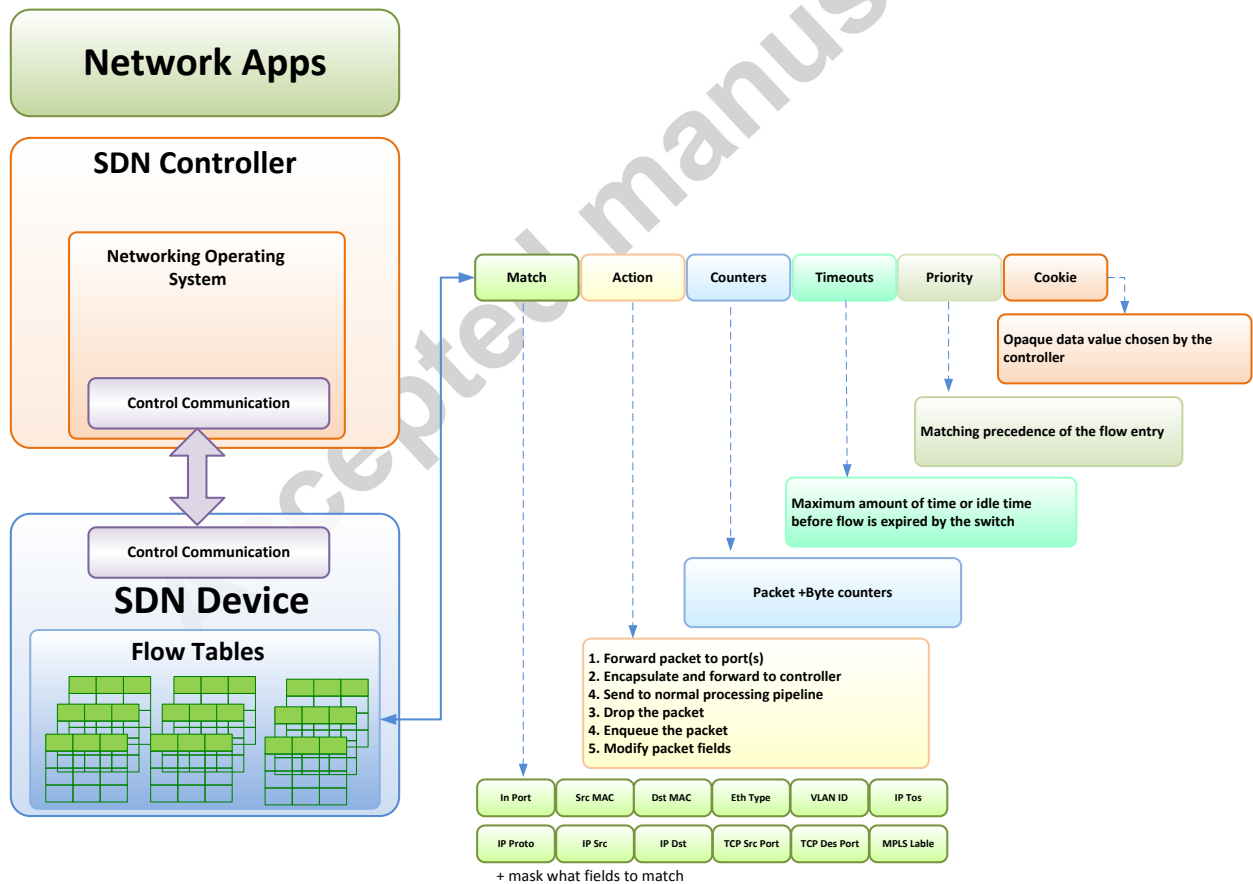 Network Apps
SDN Controller
Networking Operating
System
Control Communication
Control Communication
SDN Device
Flow Tables
Accepted manus
Match
Action
Counters
Timeouts
Priority
Cookie
Opaque data value chosen by the
controller
Matching precedence of the flow entry
Maximum amount of time or idle time
before flow is expired by the switch
Packet +Byte counters
1. Forward packet to port(s)
2. Encapsulate and forward to controller
4. Send to normal processing pipeline
3. Drop the packet
4. Enqueue the packet
5. Modify packet fields
In Port
Src MAC
Dst MAC
Eth Type
VLAN ID
IP Tos
IP Proto
IP Src
IP Dst
TCP Src Port
TCP Des Port
MPLS Lable
+ mask what fields to match